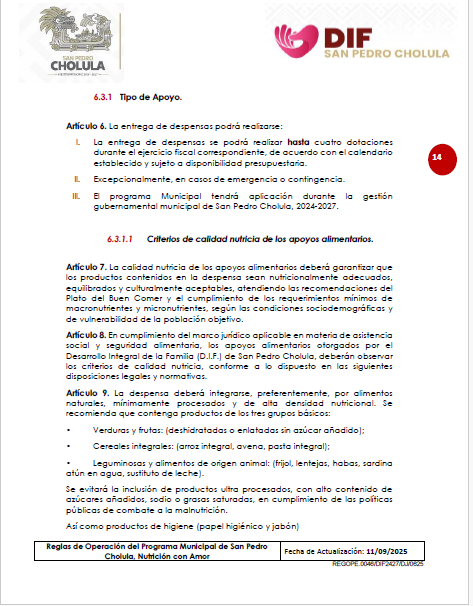 SAN PEDRO
CHOLULA
DIF
SAN PEDRO CHOLULA
6.3.1 Tipo de Apoyo.
Artículo 6. La entrega de despensas podrá realizarse:
I. La entrega de despensas se podrá realizar hasta cuatro dotaciones
durante el ejercicio fiscal correspondiente, de acuerdo con el calendario
establecido y sujeto a disponibilidad presupuestaria.
14
II. Excepcionalmente, en casos de emergencia o contingencia.
III. El programa Municipal tendrá aplicación durante la gestión
gubernamental municipal de San Pedro Cholula, 2024-2027.
6.3.1.1 Criterios de calidad nutricia de los apoyos alimentarios.
Artículo 7. La calidad nutricia de los apoyos alimentarios deberá garantizar que
los productos contenidos en la despensa sean nutricionalmente adecuados,
equilibrados y culturalmente aceptables, atendiendo las recomendaciones del
Plato del Buen Comer y el cumplimiento de los requerimientos mínimos de
macronutrientes y micronutrientes, según las condiciones sociodemográficas y
de vulnerabilidad de la población objetivo.
Artículo 8. En cumplimiento del marco jurídico aplicable en materia de asistencia
social y seguridad alimentaria, los apoyos alimentarios otorgados por el
Desarrollo Integral de la Familia (D.I.F.) de San Pedro Cholula, deberán observar
los criterios de calidad nutricia, conforme a lo dispuesto en las siguientes
disposiciones legales y normativas.
Artículo 9. La despensa deberá integrarse, preferentemente, por alimentos
naturales, mínimamente procesados y de alta densidad nutricional. Se
recomienda que contenga productos de los tres grupos básicos:
• Verduras y frutas: (deshidratadas o enlatadas sin azúcar añadido);
• Cereales integrales: (arroz integral, avena, pasta integral);
• Leguminosas y alimentos de origen animal: (frijol, lentejas, habas, sardina
atún en agua, sustituto de leche).
Se evitará la inclusión de productos ultra procesados, con alto contenido de
azúcares añadidos, sodio o grasas saturadas, en cumplimiento de las políticas
públicas de combate a la malnutrición.
Así como productos de higiene (papel higiénico y jabón)
Reglas de Operación del Programa Municipal de San Pedro
Cholula, Nutrición con Amor
Fecha de Actualización: 11/09/2025
REGOPE.0046/DIF2427/DJ/0825